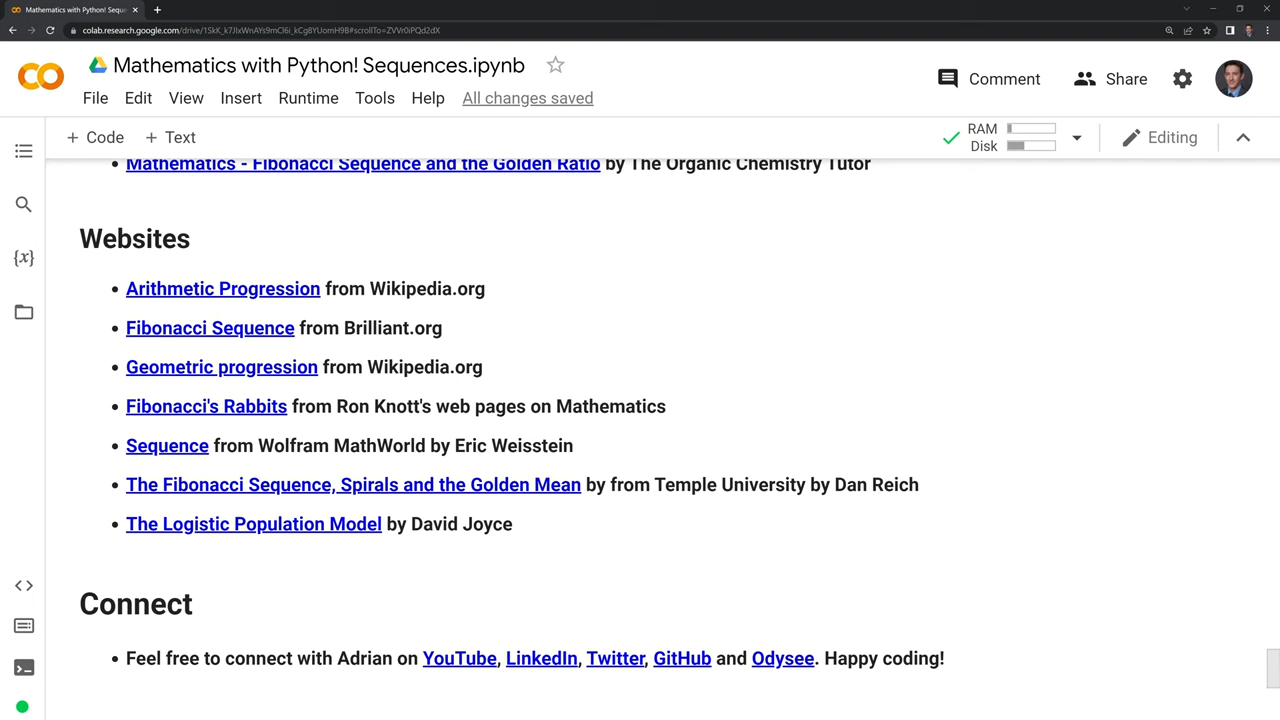 Mathematics with Python! Seque
colab.research.google.com/drive/1SkK_k7JIxWnAYs9mCl6i_kCg8YUomH9B#scrollTo=ZVVr0iPQd2dX
Mathematics with Python! Sequences.ipynb
Comment
Share
File Edit View Insert Runtime Tools Help All changes saved
+ Code + Text
RAM
Disk
Editing
• Mathematics - Fibonacci Sequence and the Golden Ratio by The Organic Chemistry Tutor
{x}
Websites
• Arithmetic Progression from Wikipedia.org
• Fibonacci Sequence from Brilliant.org
• Geometric progression from Wikipedia.org
• Fibonacci's Rabbits from Ron Knott's web pages on Mathematics
• Sequence from Wolfram MathWorld by Eric Weisstein
• The Fibonacci Sequence, Spirals and the Golden Mean by from Temple University by Dan Reich
• The Logistic Population Model by David Joyce
Connect
• Feel free to connect with Adrian on YouTube, LinkedIn, Twitter, GitHub and Odysee. Happy coding!